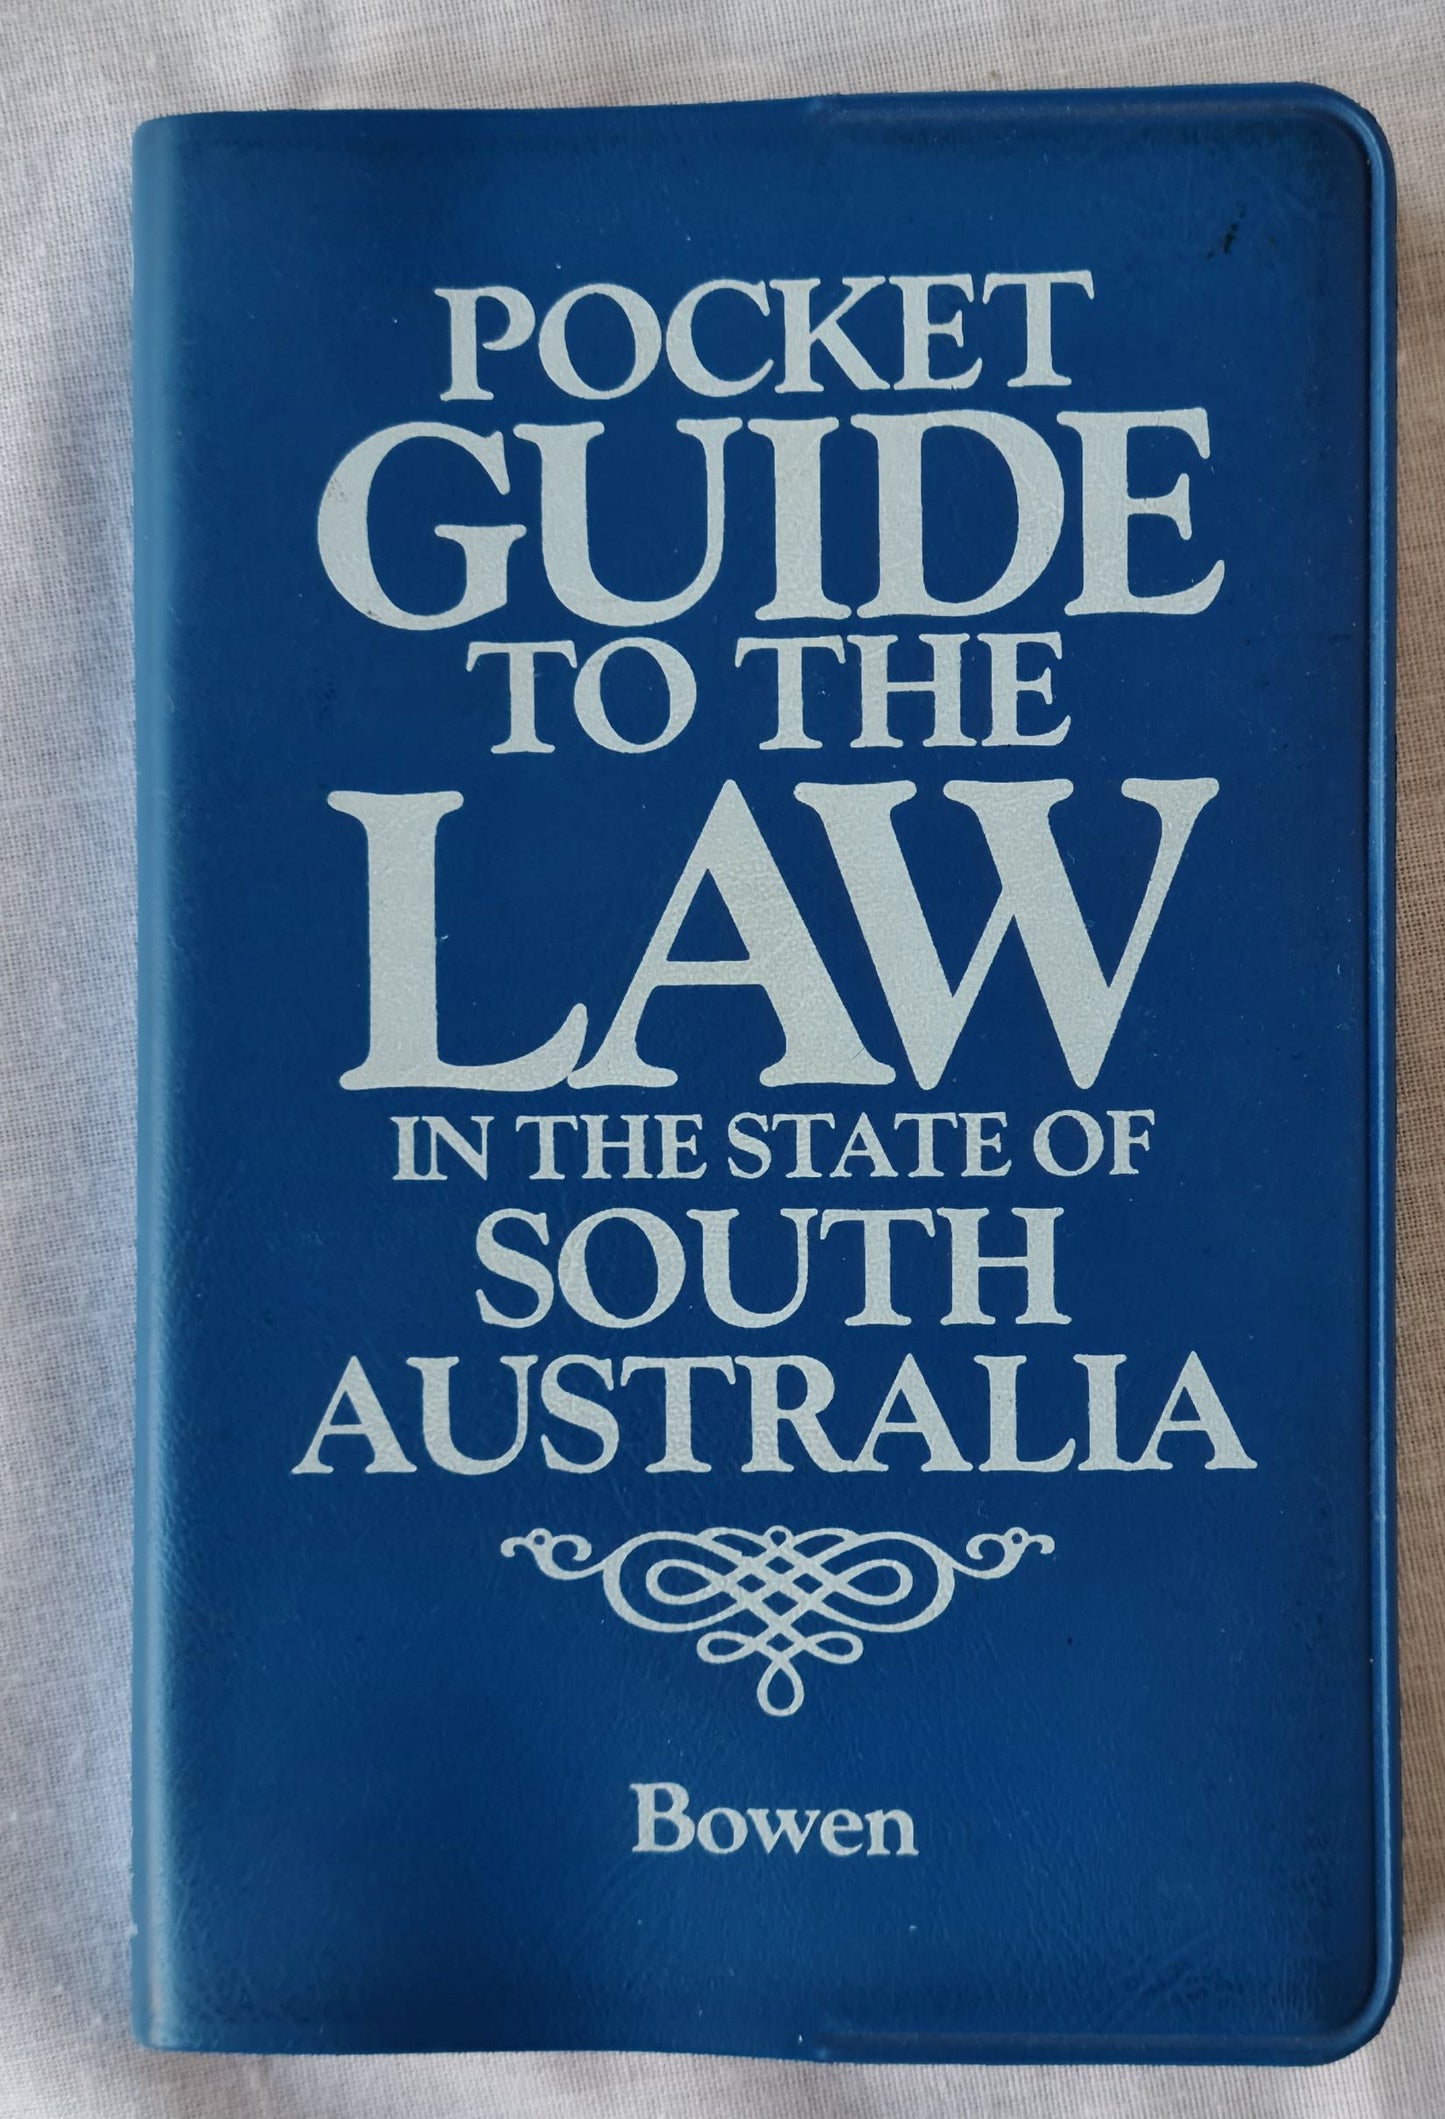 POCKET
GUIDE
TO THE
LAW
IN THE STATE OF
SOUTH
AUSTRALIA
Bowen